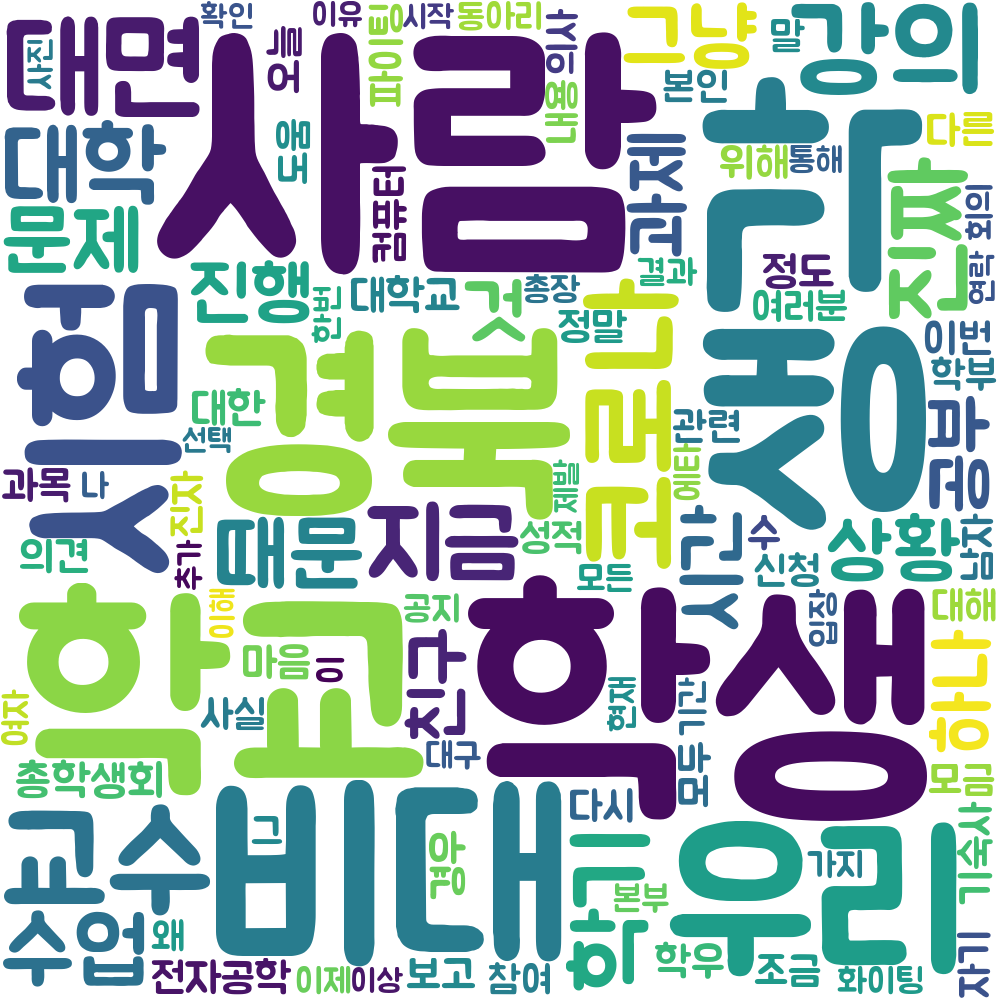 확인
이유
시작
동아리
대면
사진
오늘
파이팅
의사
그냥
말
강의
사람
내용
본인
생각
다른
대학
도움
컴퓨터
과제
위해
통해
진짜
회의
문제
진행
한번
대학교
것
총장
결과
정도
여러분
연락
시험
경북
정말
코로나
이번
학부
대한
선택
관련
공부
과목
나
진자
제발
에타
의견
추가
때문
지금
성적
모든
시간
수
신청
상황
남자
학교
이해
마음
이
공지
친구
학생
입장
대해
하나
여자
사실
대구
현재
기간
모두
모
총학생회
다시
사림
교수
그
비대
경아
학기
우리
가지
기숙사
수업
왜
본부
전자공학
이제
이상
보고
참여
학우
조금
화이팅
자기